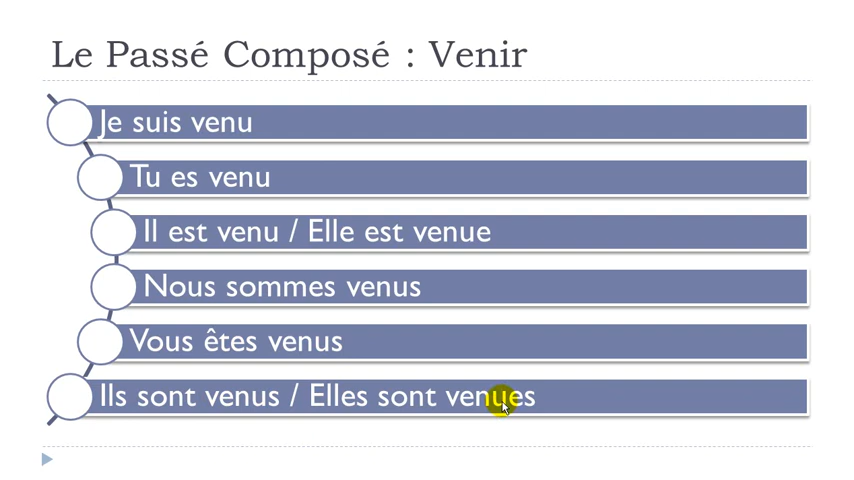 Le Passé Composé : Venir
Je suis venu
Tu es venu
Il est venu / Elle est venue
Nous sommes venus
Vous êtes venus
Ils sont venus / Elles sont venues